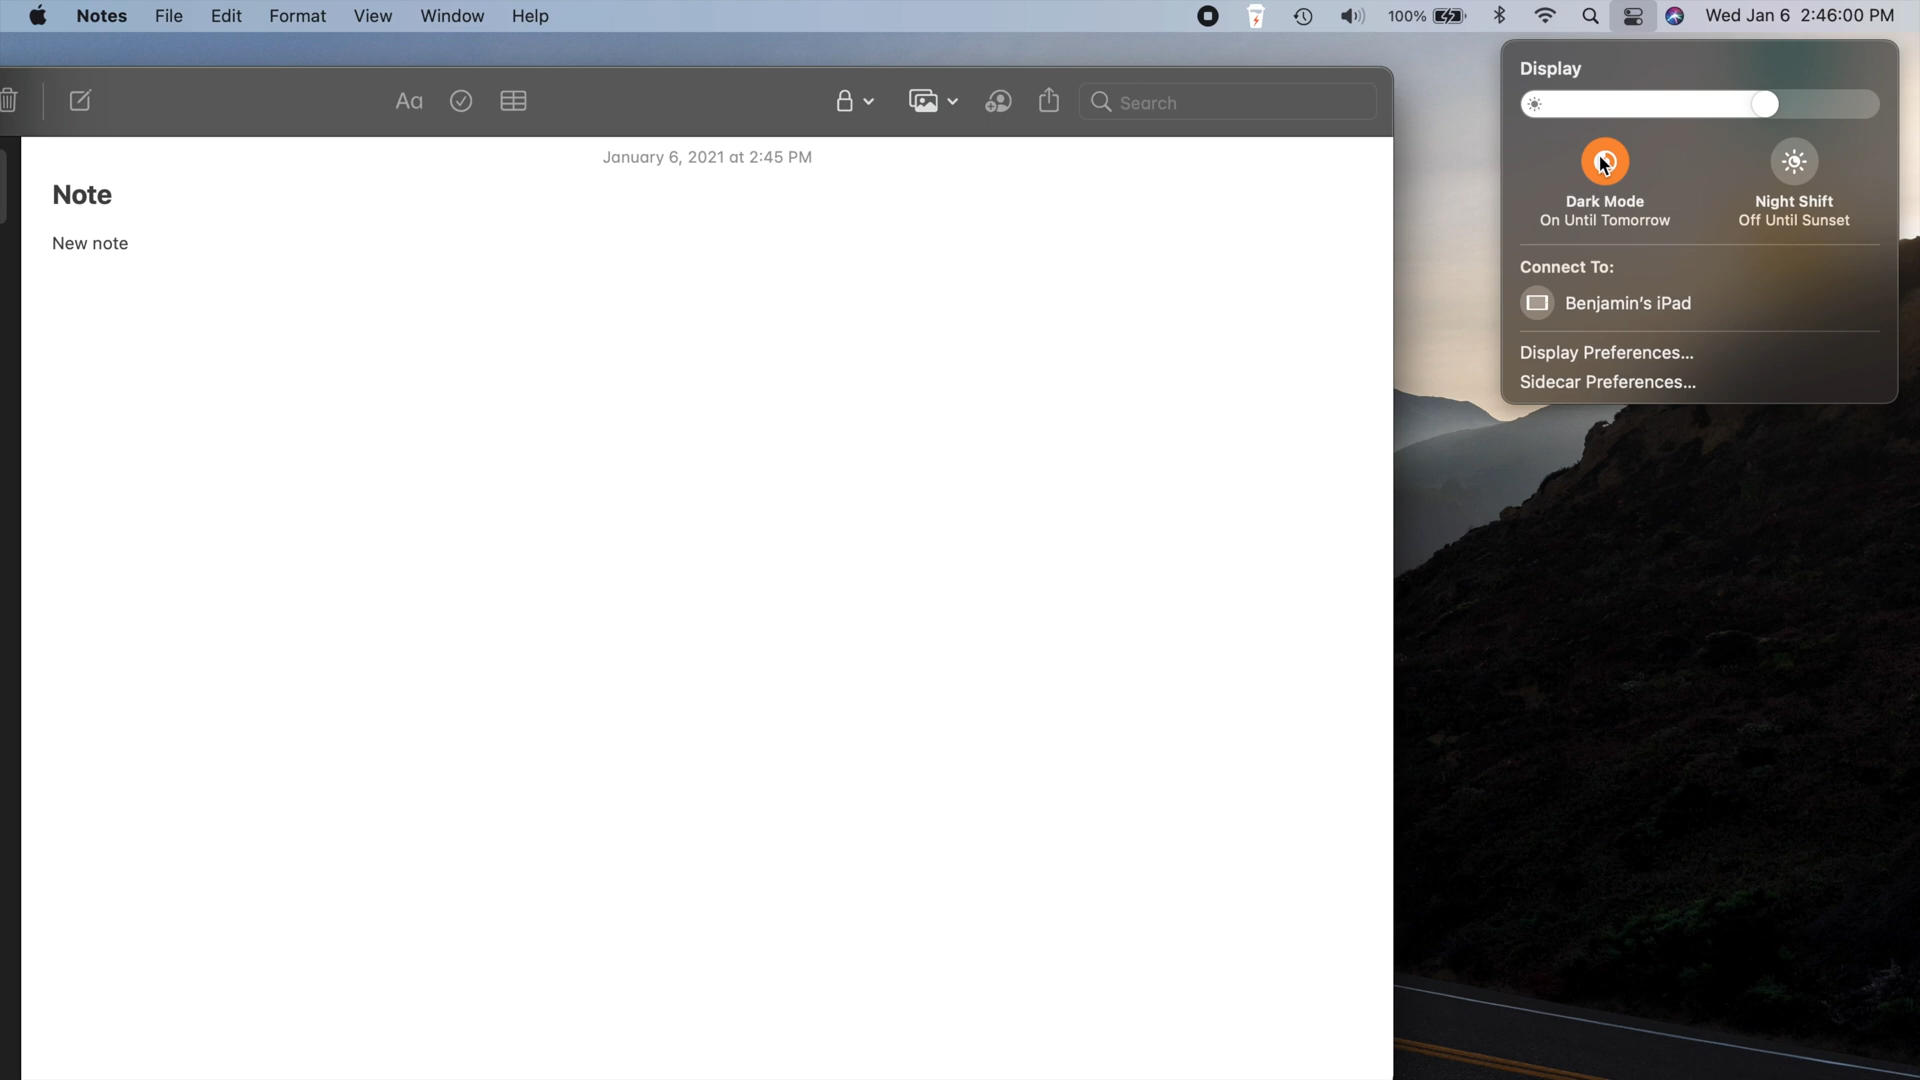 Notes File Edit Format View Window Help 100% Wed Jan 6 2:46:00 PM
Aa Search
January 6, 2021 at 2:45 PM
Note
New note
Display
Dark Mode
On Until Tomorrow
Night Shift
Off Until Sunset
Connect To:
Benjamin's iPad
Display Preferences...
Sidecar Preferences...